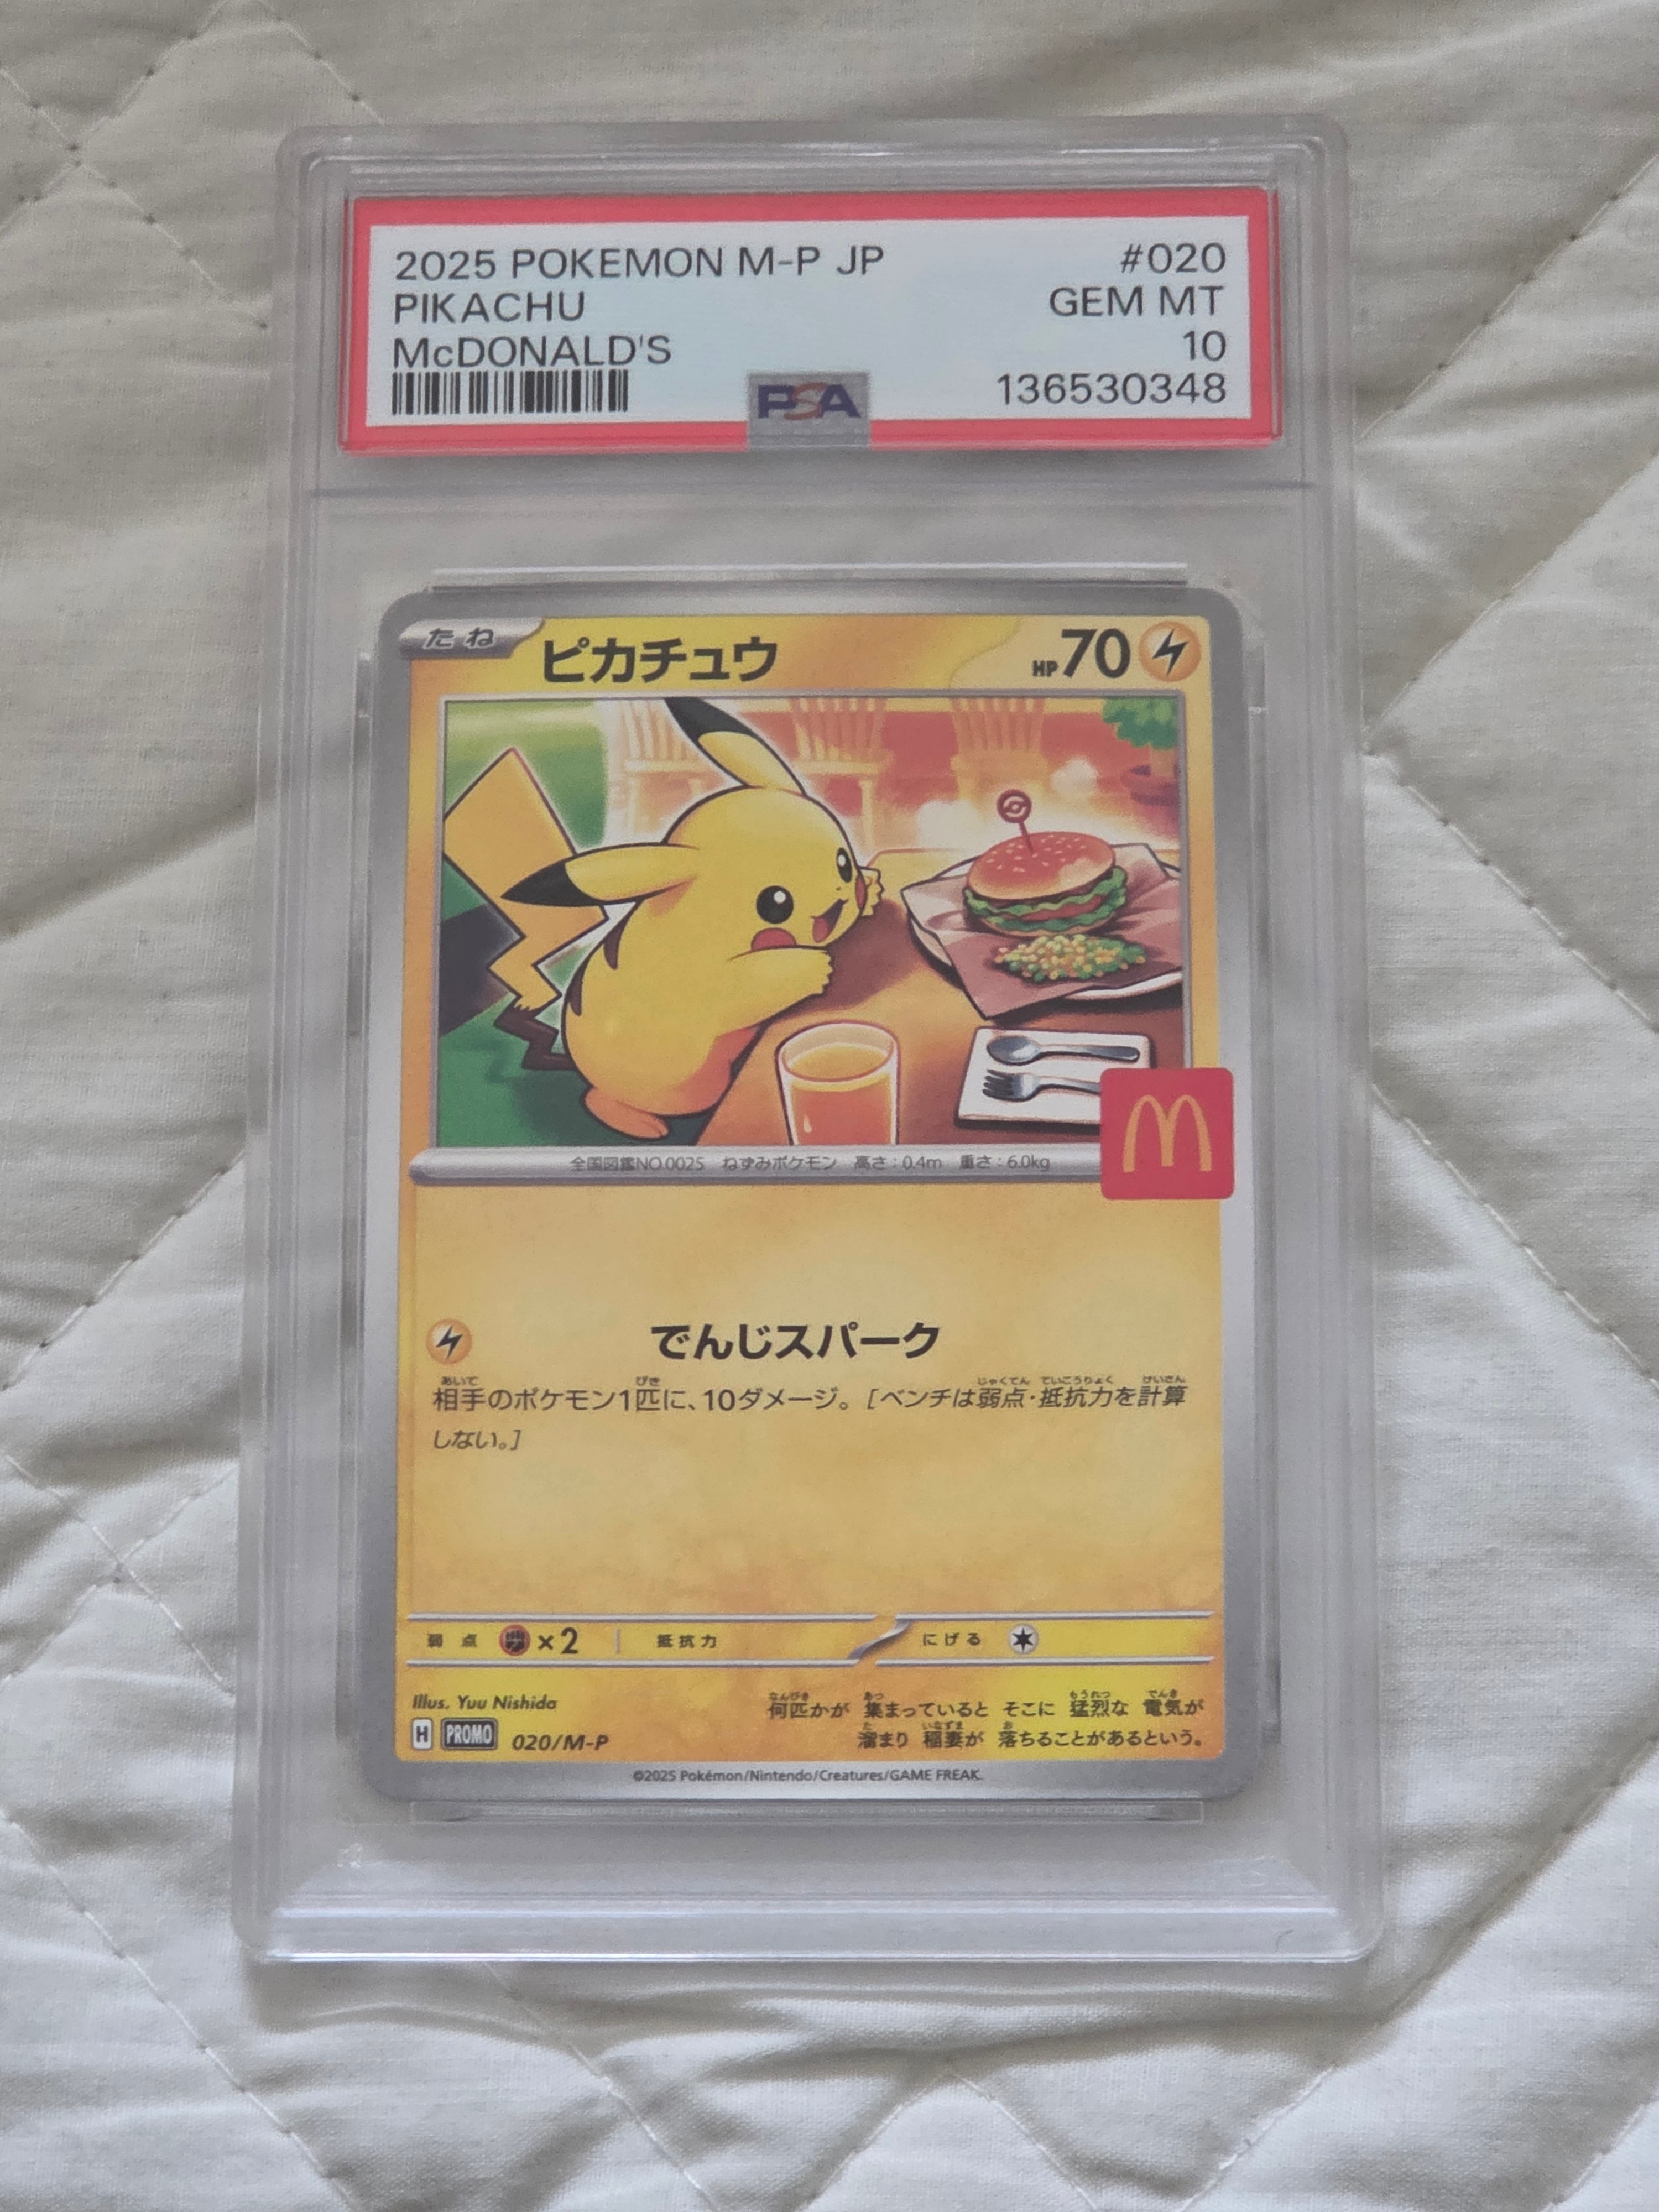 2025 POKEMON M-P JP #020
PIKACHU GEM MT
McDONALD'S 10
PSA 136530348
たね ピカチュウ HP70
全国図鑑NO.0025 ねずみポケモン 高さ:0.4m 重さ:6.0kg
でんじスパーク
相手のポケモン1匹に、10ダメージ。[ベンチは弱点・抵抗力を計算
しない。]
弱点 ×2 抵抗力 にげる
Illus. Yuu Nishida
H PROMO 020/M-P
何匹かが 集まっていると そこに 猛烈な 電気が
溜まり 稲妻が 落ちることがあるという。
©2025 Pokémon/Nintendo/Creatures/GAME FREAK.